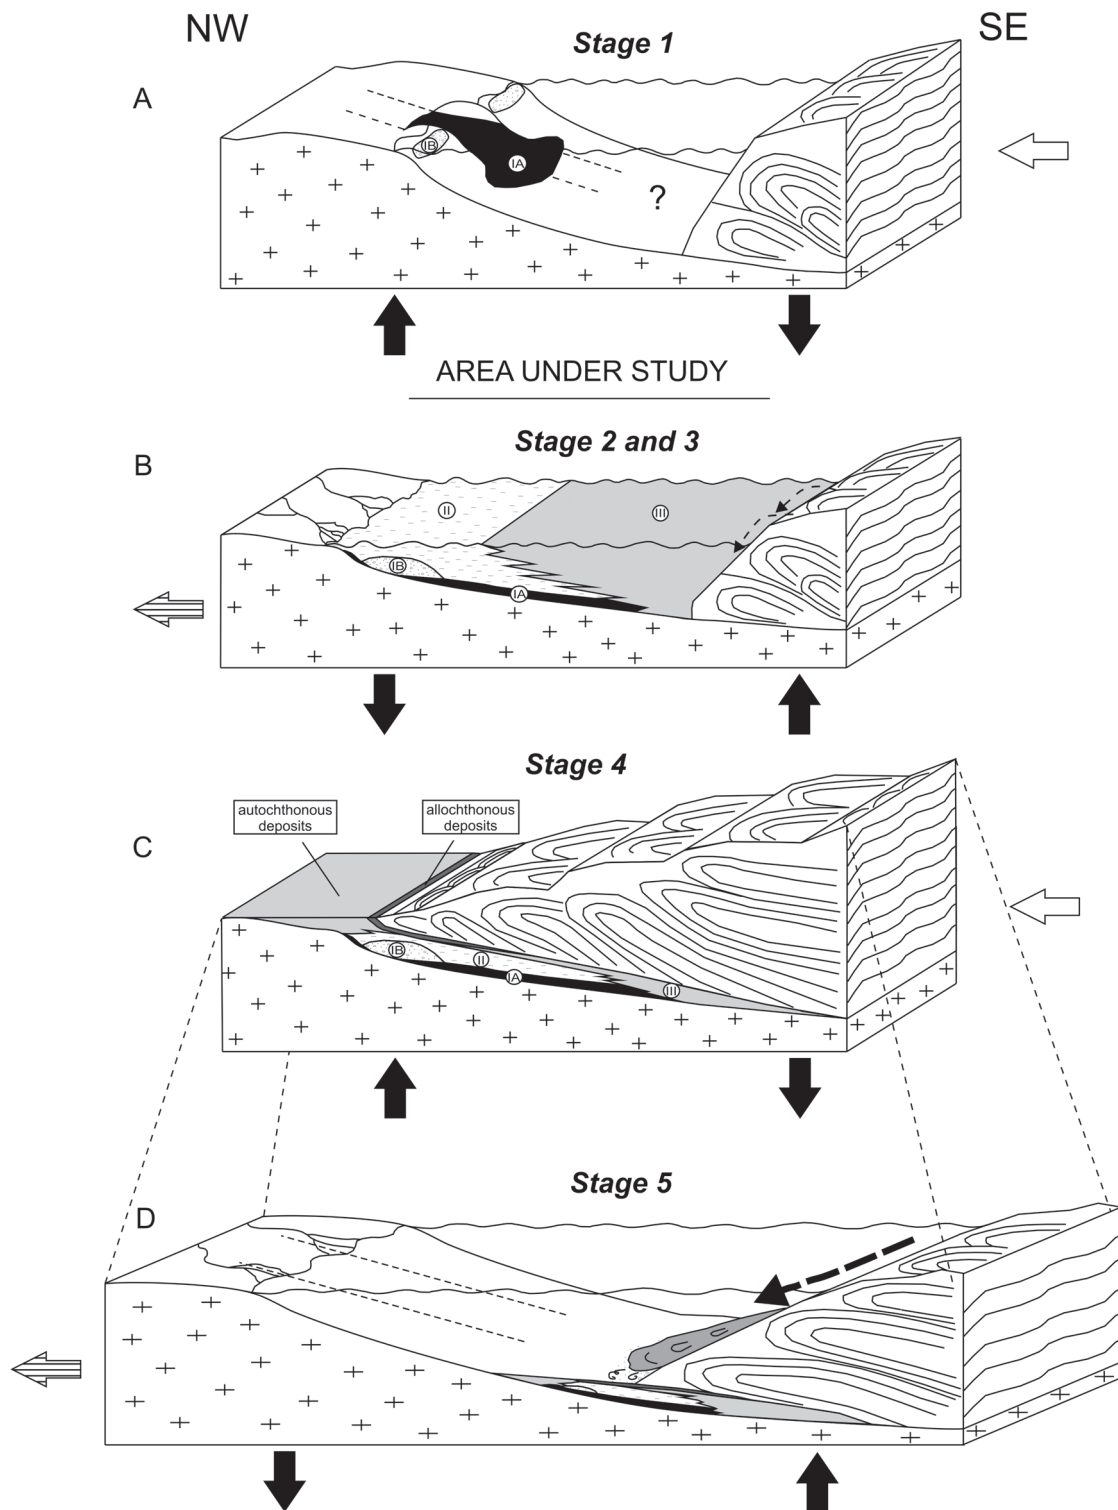 NW
SE
Stage 1
A
IB
IA
?
AREA UNDER STUDY
Stage 2 and 3
B
II
III
IB
IA
Stage 4
autochthonous
deposits
allochthonous
deposits
C
IB
II
IA
III
Stage 5
D